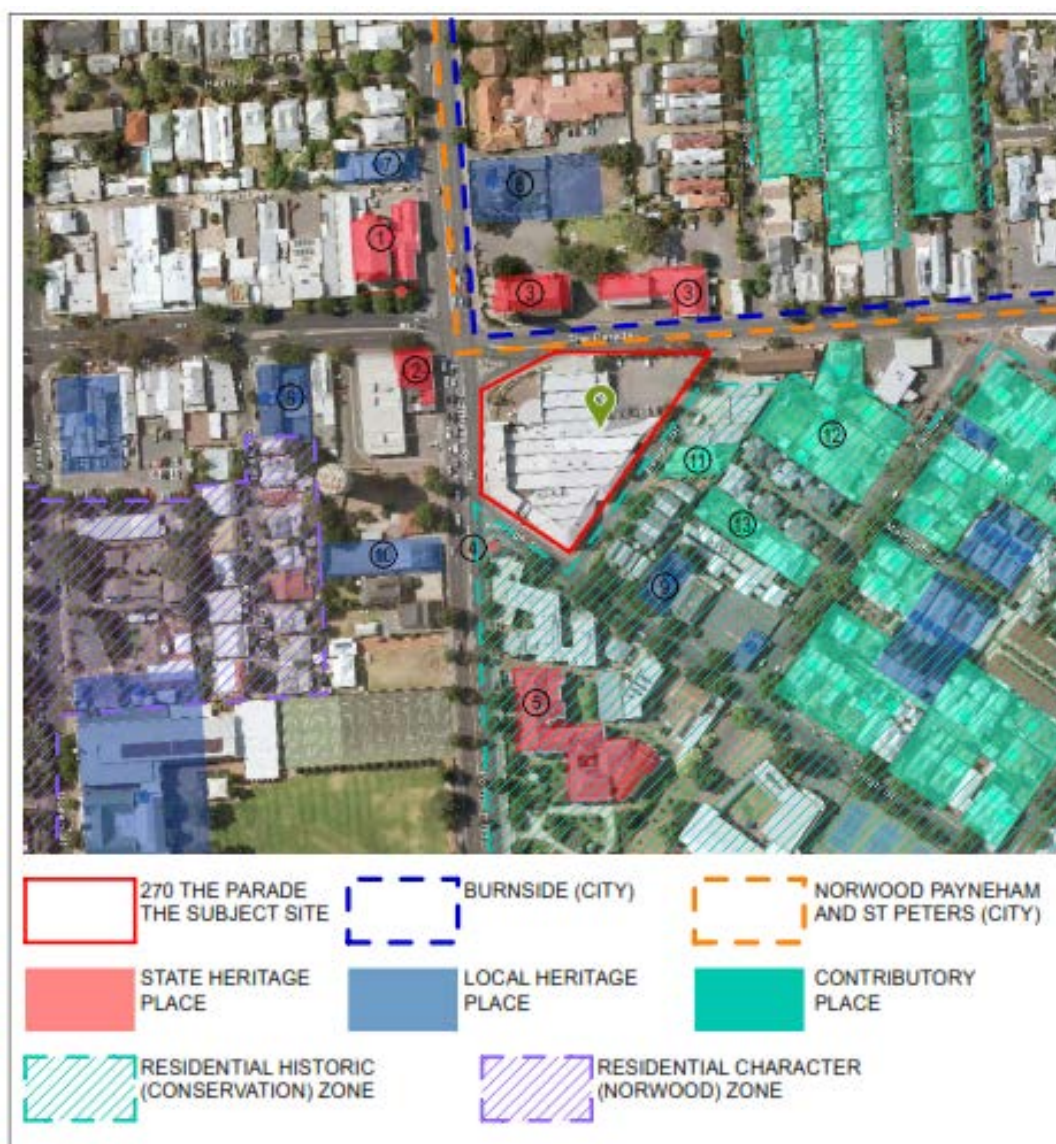 7
8
1
3
3
The Parade
2
6
12
11
13
4
10
9
5
270 THE PARADE
THE SUBJECT SITE
BURNSIDE (CITY)
NORWOOD PAYNEHAM
AND ST PETERS (CITY)
STATE HERITAGE
PLACE
LOCAL HERITAGE
PLACE
CONTRIBUTORY
PLACE
RESIDENTIAL HISTORIC
(CONSERVATION) ZONE
RESIDENTIAL CHARACTER
(NORWOOD) ZONE